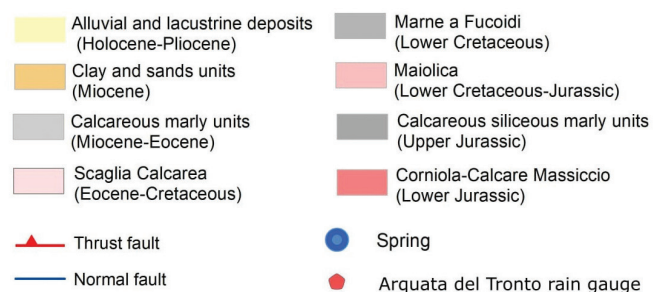 Alluvial and lacustrine deposits
(Holocene-Pliocene)
Clay and sands units
(Miocene)
Calcareous marly units
(Miocene-Eocene)
Scaglia Calcarea
(Eocene-Cretaceous)
Thrust fault
Normal fault
Marne a Fucoidi
(Lower Cretaceous)
Maiolica
(Lower Cretaceous-Jurassic)
Calcareous siliceous marly units
(Upper Jurassic)
Corniola-Calcare Massiccio
(Lower Jurassic)
Spring
Arquata del Tronto rain gauge